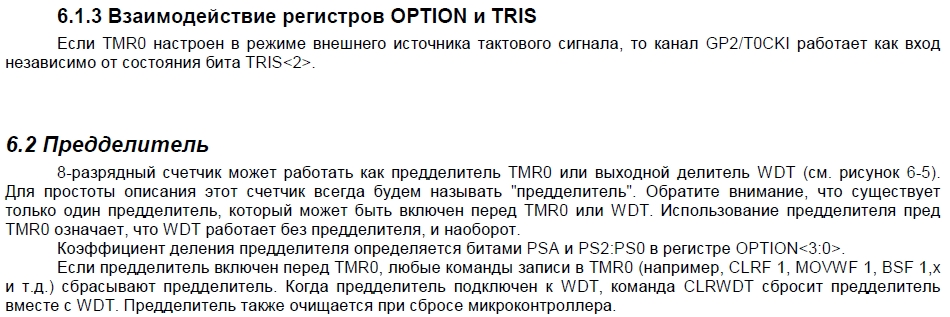 6.1.3 Взаимодействие регистров OPTION и TRIS
Если TMR0 настроен в режиме внешнего источника тактового сигнала, то канал GP2/T0CKI работает как вход
независимо от состояния бита TRIS<2>.
6.2 Предделитель
8-разрядный счетчик может работать как предделитель TMR0 или выходной делитель WDT (см. рисунок 6-5).
Для простоты описания этот счетчик всегда будем называть "предделитель". Обратите внимание, что существует
только один предделитель, который может быть включен перед TMR0 или WDT. Использование предделителя пред
TMR0 означает, что WDT работает без предделителя, и наоборот.
Коэффициент деления предделителя определяется битами PSA и PS2:PS0 в регистре OPTION<3:0>.
Если предделитель включен перед TMR0, любые команды записи в TMR0 (например, CLRF 1, MOVWF 1, BSF 1,x
и т.д.) сбрасывают предделитель. Когда предделитель подключен к WDT, команда CLRWDT сбросит предделитель
вместе с WDT. Предделитель также очищается при сбросе микроконтроллера.